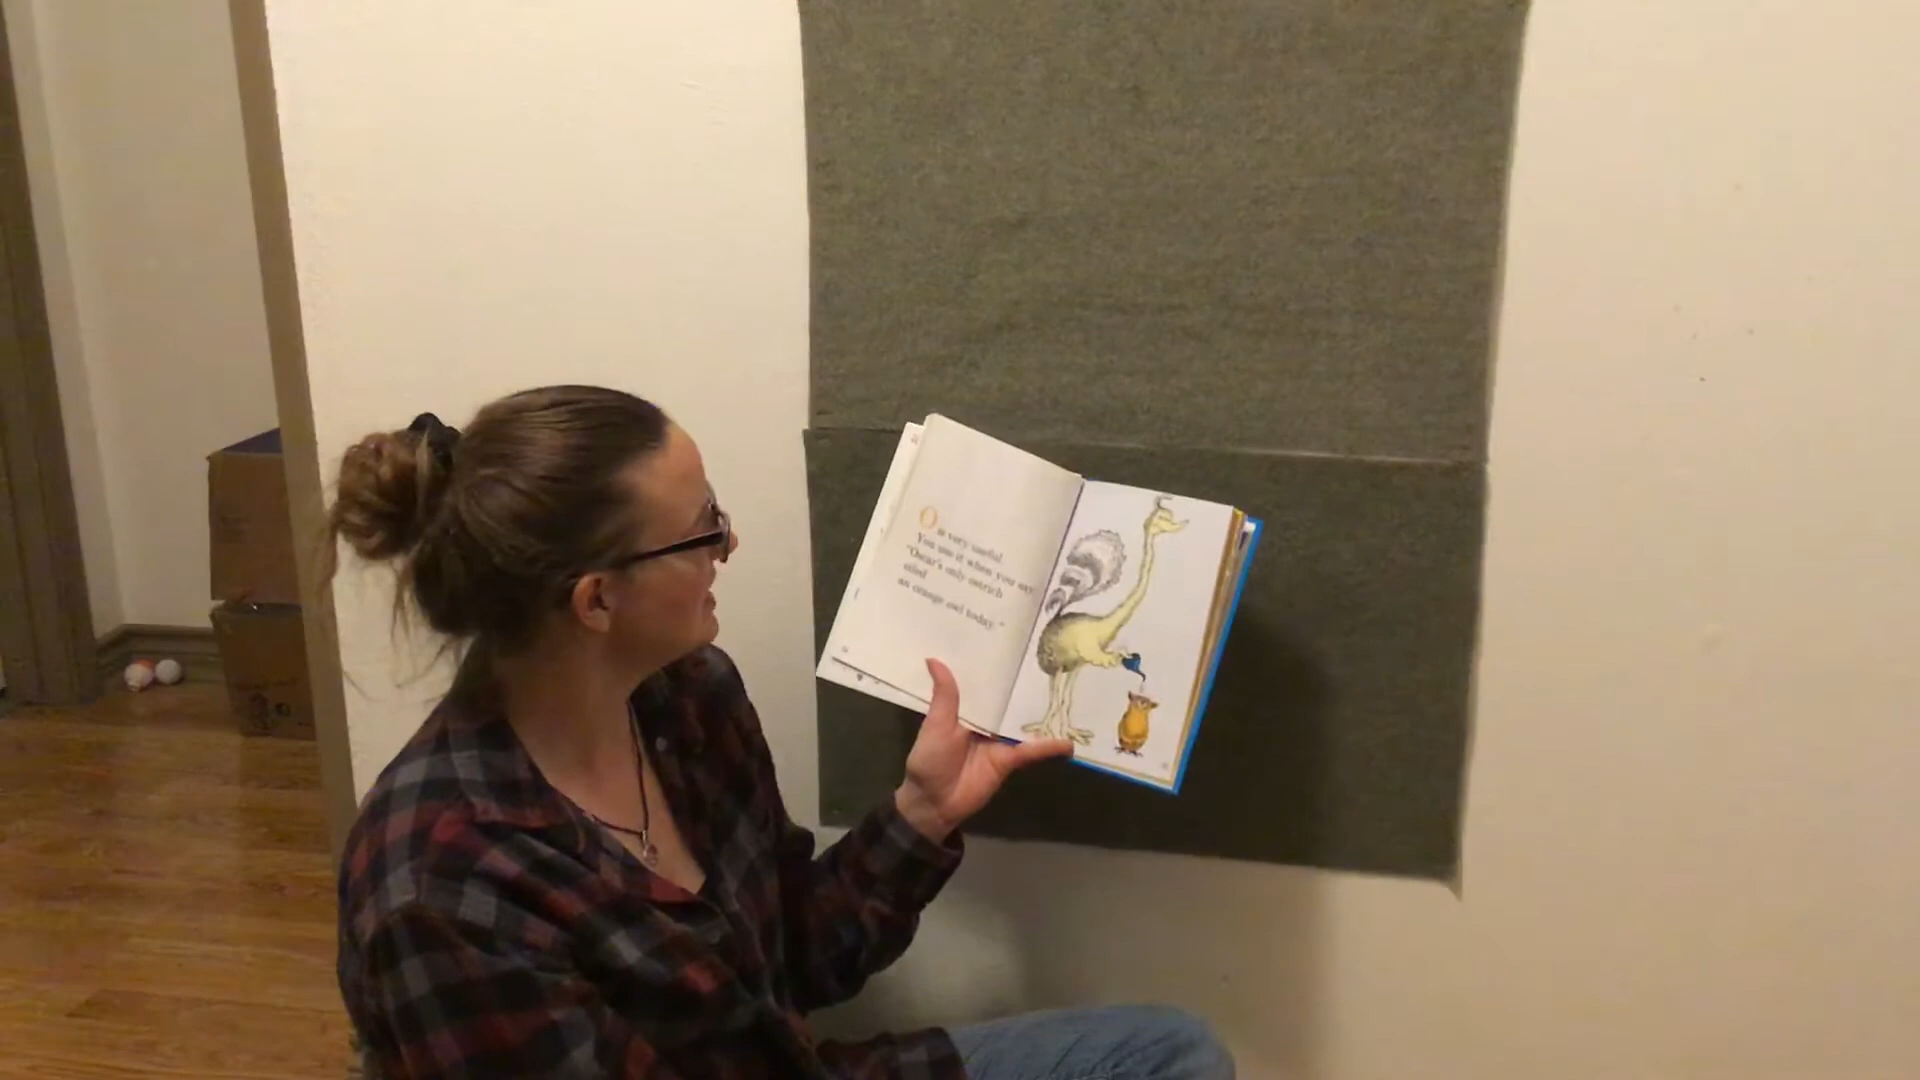 O is very useful.
You use it when you say:
"Oscar's only ostrich
oiled
an orange owl today."